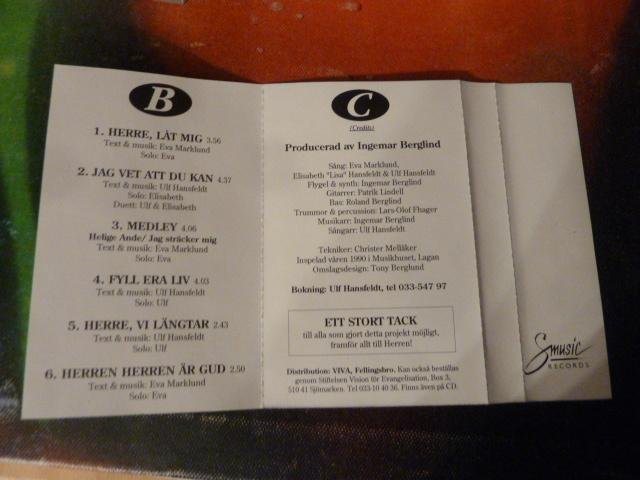 B
1. HERRE, LÅT MIG 3.56
Text & musik: Eva Marklund
Solo: Eva
2. JAG VET ATT DU KAN 4.37
Text & musik: Ulf Hansfeldt
Solo: Elisabeth
Duett: Ulf & Elisabeth
3. MEDLEY 4.06
Helige Ande/ Jag sträcker mig
Text & musik: Eva Marklund
Solo: Eva
4. FYLL ERA LIV 4.03
Text & musik: Ulf Hansfeldt
Solo: Ulf
5. HERRE, VI LÄNGTAR 2.43
Text & musik: Ulf Hansfeldt
Solo: Ulf
6. HERREN HERREN ÄR GUD 2.50
Text & musik: Eva Marklund
Solo: Eva
C
(Credits)
Producerad av Ingemar Berglind
Sång: Eva Marklund,
Elisabeth "Lisa" Hansfeldt & Ulf Hansfeldt
Flygel & synth: Ingemar Berglind
Gitarrer: Patrik Lindell
Bas: Roland Berglind
Trummor & percussion: Lars-Olof Fhager
Musikarr: Ingemar Berglind
Sångarr: Ulf Hansfeldt
Tekniker: Christer Melläker
Inspelad våren 1990 i Musikhuset, Lagan
Omslagsdesign: Tony Berglund
Bokning: Ulf Hansfeldt, tel 033-547 97
ETT STORT TACK
till alla som gjort detta projekt möjligt,
framför allt till Herren!
Distribution: VIVA, Fellingsbro. Kan också beställas
genom Stiftelsen Vision för Evangelisation, Box 3,
510 41 Sjömarken. Tel 033-10 40 36. Finns även på CD.
Smusic
RECORDS